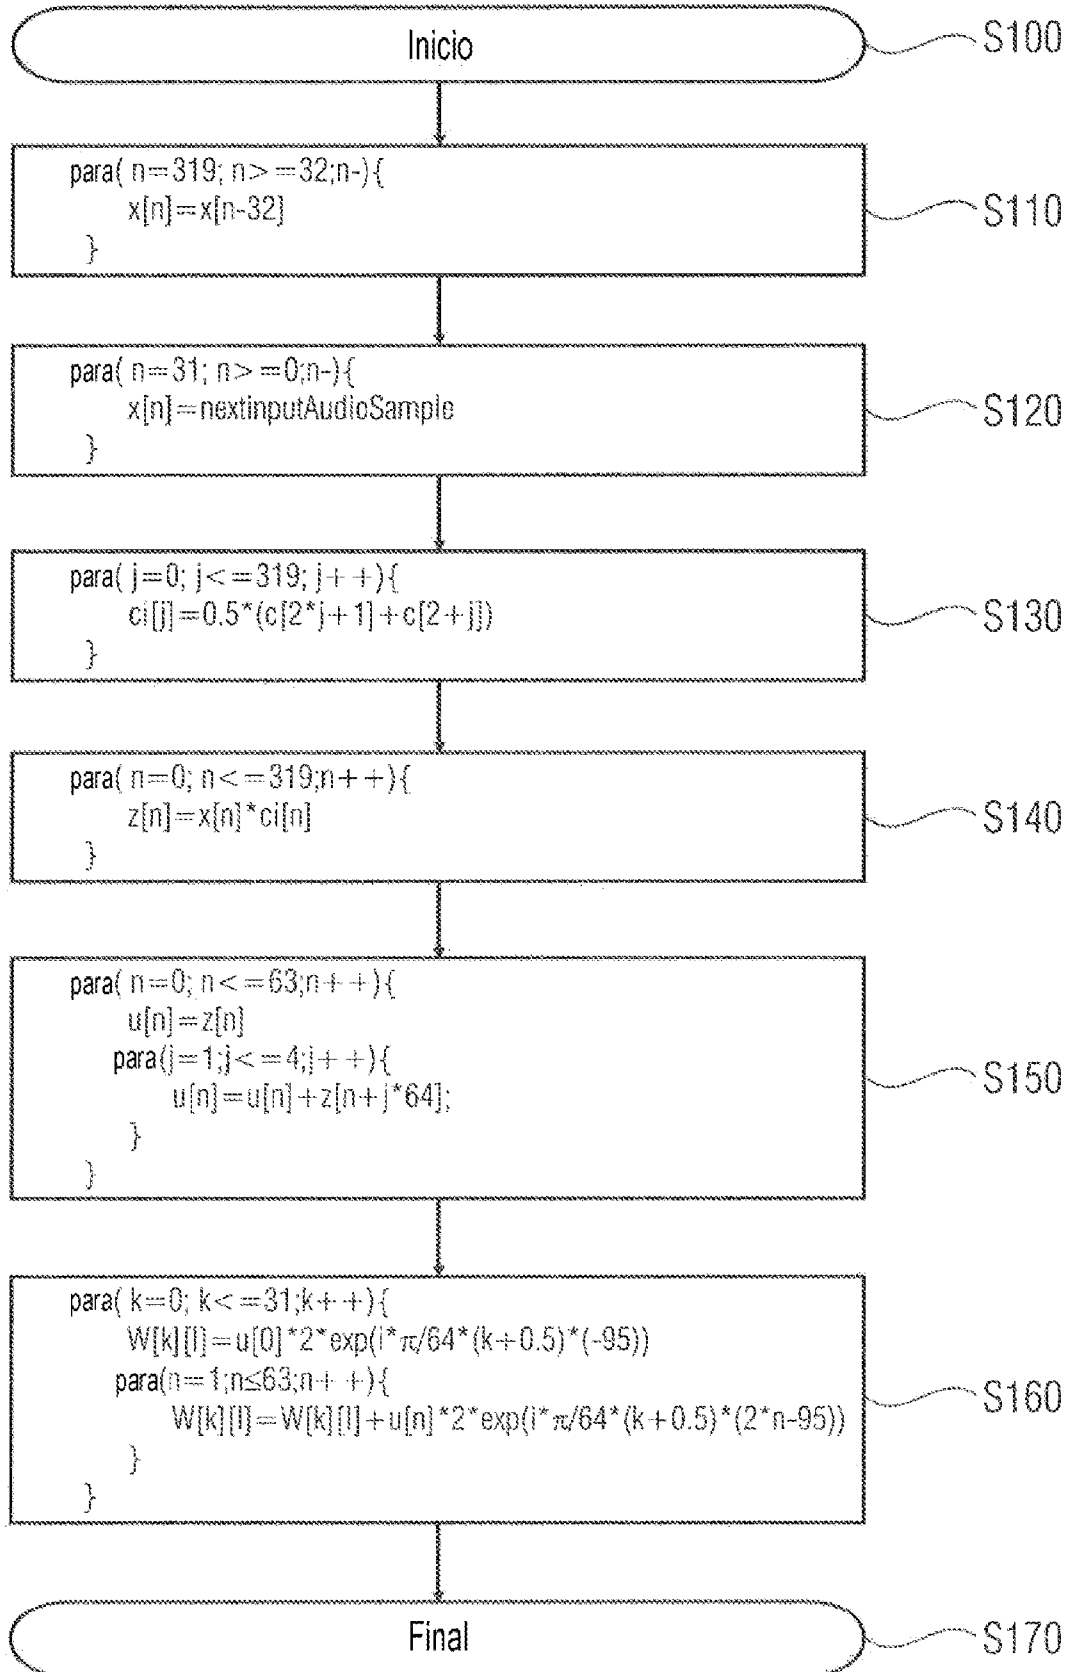 Inicio
S100
para( n=319; n>=32;n-){
x[n]=x[n-32]
}
S110
para( n=31; n>=0;n-){
x[n]=nextinputAudioSample
}
S120
para( j=0; j<=319; j++){
ci[j]=0.5*(c[2*j+1]+c[2+j])
}
S130
para( n=0; n<=319;n++){
z[n]=x[n]*ci[n]
}
S140
para( n=0; n<=63;n++){
u[n]=z[n]
para(j=1;j<=4;j++){
u[n]=u[n]+z[n+j*64];
}
}
S150
para( k=0; k<=31;k++){
W[k][l]=u[0]*2*exp(i*π/64*(k+0.5)*(-95))
para(n=1;n≤63;n++){
W[k][l]=W[k][l]+u[n]*2*exp(i*π/64*(k+0.5)*(2*n-95))
}
}
S160
Final
S170